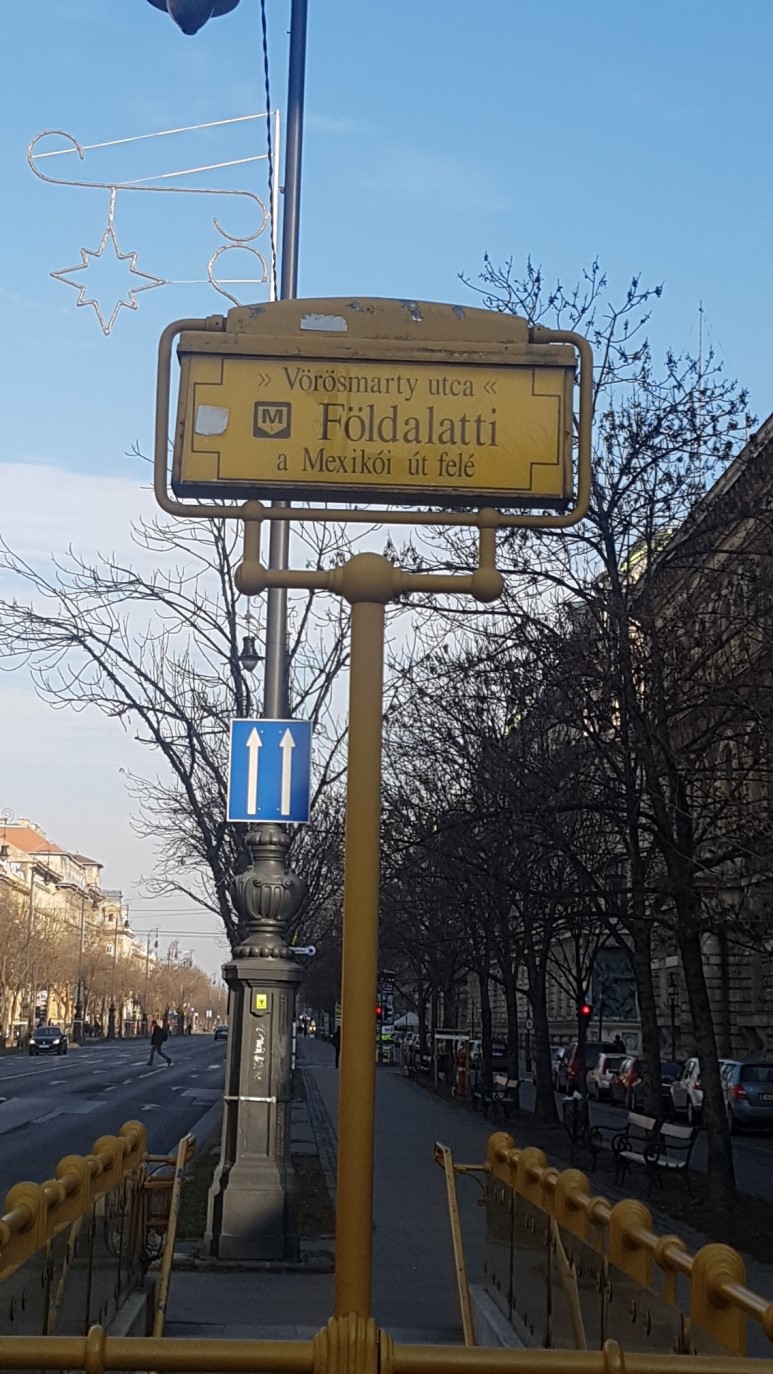 » Vörösmarty utca «
M Földalatti
a Mexikói út felé